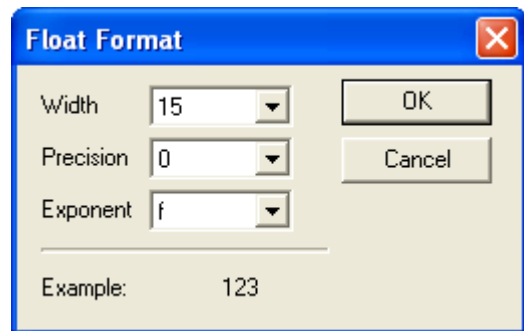 Float Format
Width 15 OK
Precision 0 Cancel
Exponent f
Example: 123